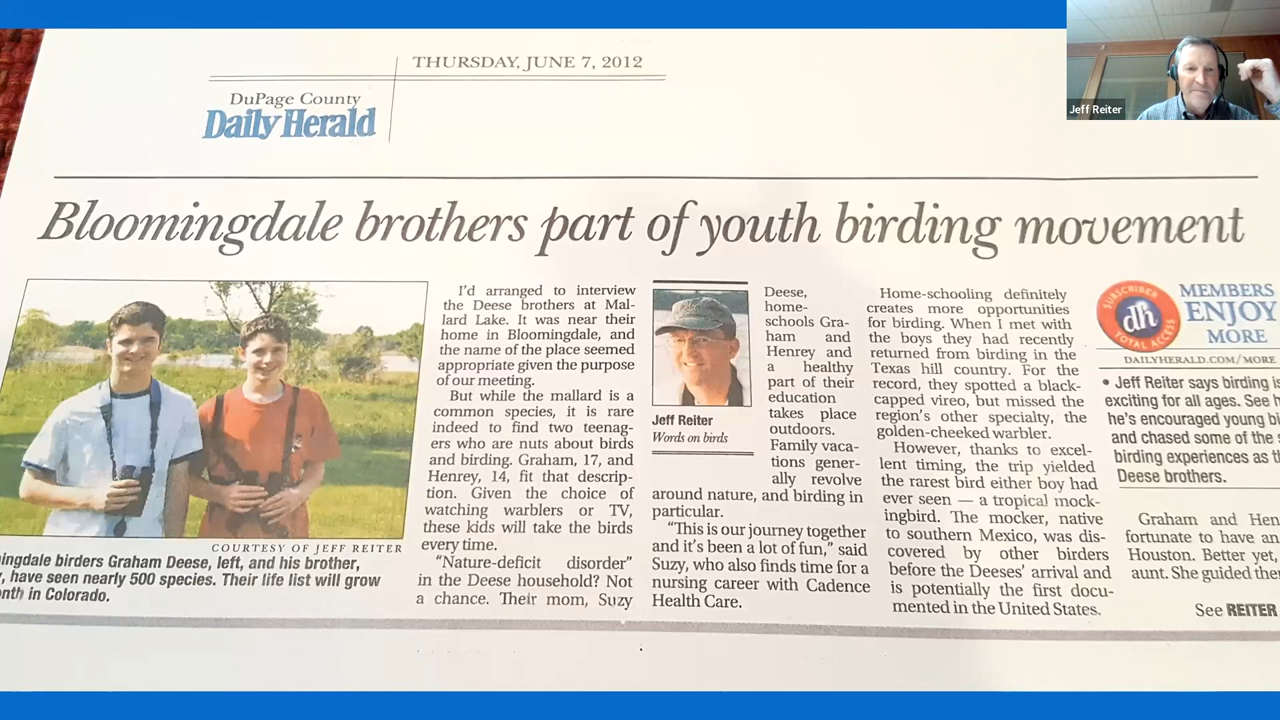 Jeff Reiter
THURSDAY, JUNE 7, 2012
DuPage County
Daily Herald
Bloomingdale brothers part of youth birding movement
COURTESY OF JEFF REITER
birders Graham Deese, left, and his brother,
have seen nearly 500 species. Their life list will grow
in Colorado.
I'd arranged to interview
the Deese brothers at Mal-
lard Lake. It was near their
home in Bloomingdale, and
the name of the place seemed
appropriate given the purpose
of our meeting.
But while the mallard is a
common species, it is rare
indeed to find two teenag-
ers who are nuts about birds
and birding. Graham, 17, and
Henrey, 14, fit that descrip-
tion. Given the choice of
watching warblers or TV,
these kids will take the birds
every time.
"Nature-deficit disorder"
in the Deese household? Not
a chance. Their mom, Suzy
Jeff Reiter
Words on birds
Deese,
home-
schools Gra-
ham and
Henrey and
a healthy
part of their
education
takes place
outdoors.
Family vaca-
tions gener-
ally revolve
around nature, and birding in
particular.
"This is our journey together
and it's been a lot of fun," said
Suzy, who also finds time for a
nursing career with Cadence
Health Care.
Home-schooling definitely
creates more opportunities
for birding. When I met with
the boys they had recently
returned from birding in the
Texas hill country. For the
record, they spotted a black-
capped vireo, but missed the
region's other specialty, the
golden-cheeked warbler.
However, thanks to excel-
lent timing, the trip yielded
the rarest bird either boy had
ever seen — a tropical mock-
ingbird. The mocker, native
to southern Mexico, was dis-
covered by other birders
before the Deeses' arrival and
is potentially the first docu-
mented in the United States.
SUBSCRIBER
dh
TOTAL ACCESS
MEMBERS
ENJOY
MORE
DAILYHERALD.COM/MORE
• Jeff Reiter says birding
exciting for all ages. See
he's encouraged young
and chased some of the
birding experiences as
Deese brothers.
Graham and
fortunate to have
Houston. Better yet,
aunt. She guided
See REITER